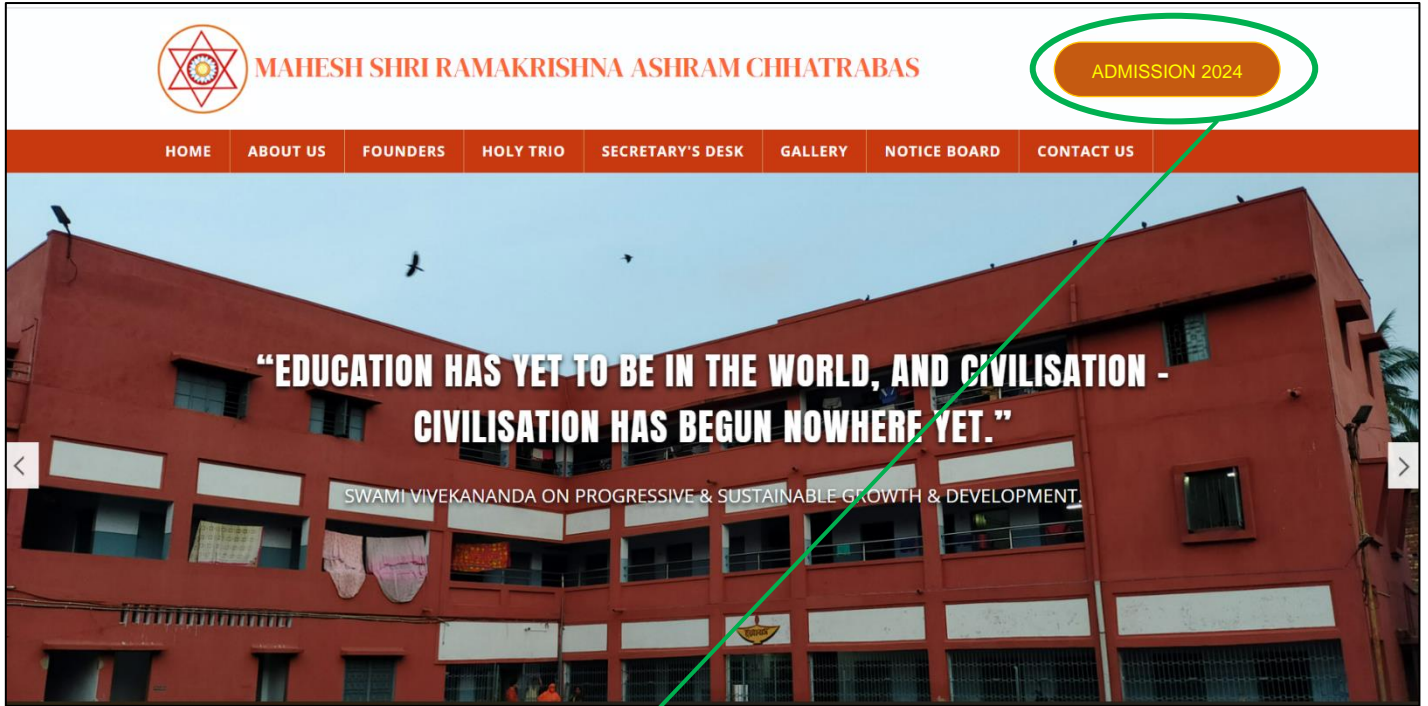 MAHESH SHRI RAMAKRISHNA ASHRAM CHHATRABAS
ADMISSION 2024
HOME ABOUT US FOUNDERS HOLY TRIO SECRETARY'S DESK GALLERY NOTICE BOARD CONTACT US
“EDUCATION HAS YET TO BE IN THE WORLD, AND CIVILISATION -
CIVILISATION HAS BEGUN NOWHERE YET.”
SWAMI VIVEKANANDA ON PROGRESSIVE & SUSTAINABLE GROWTH & DEVELOPMENT.